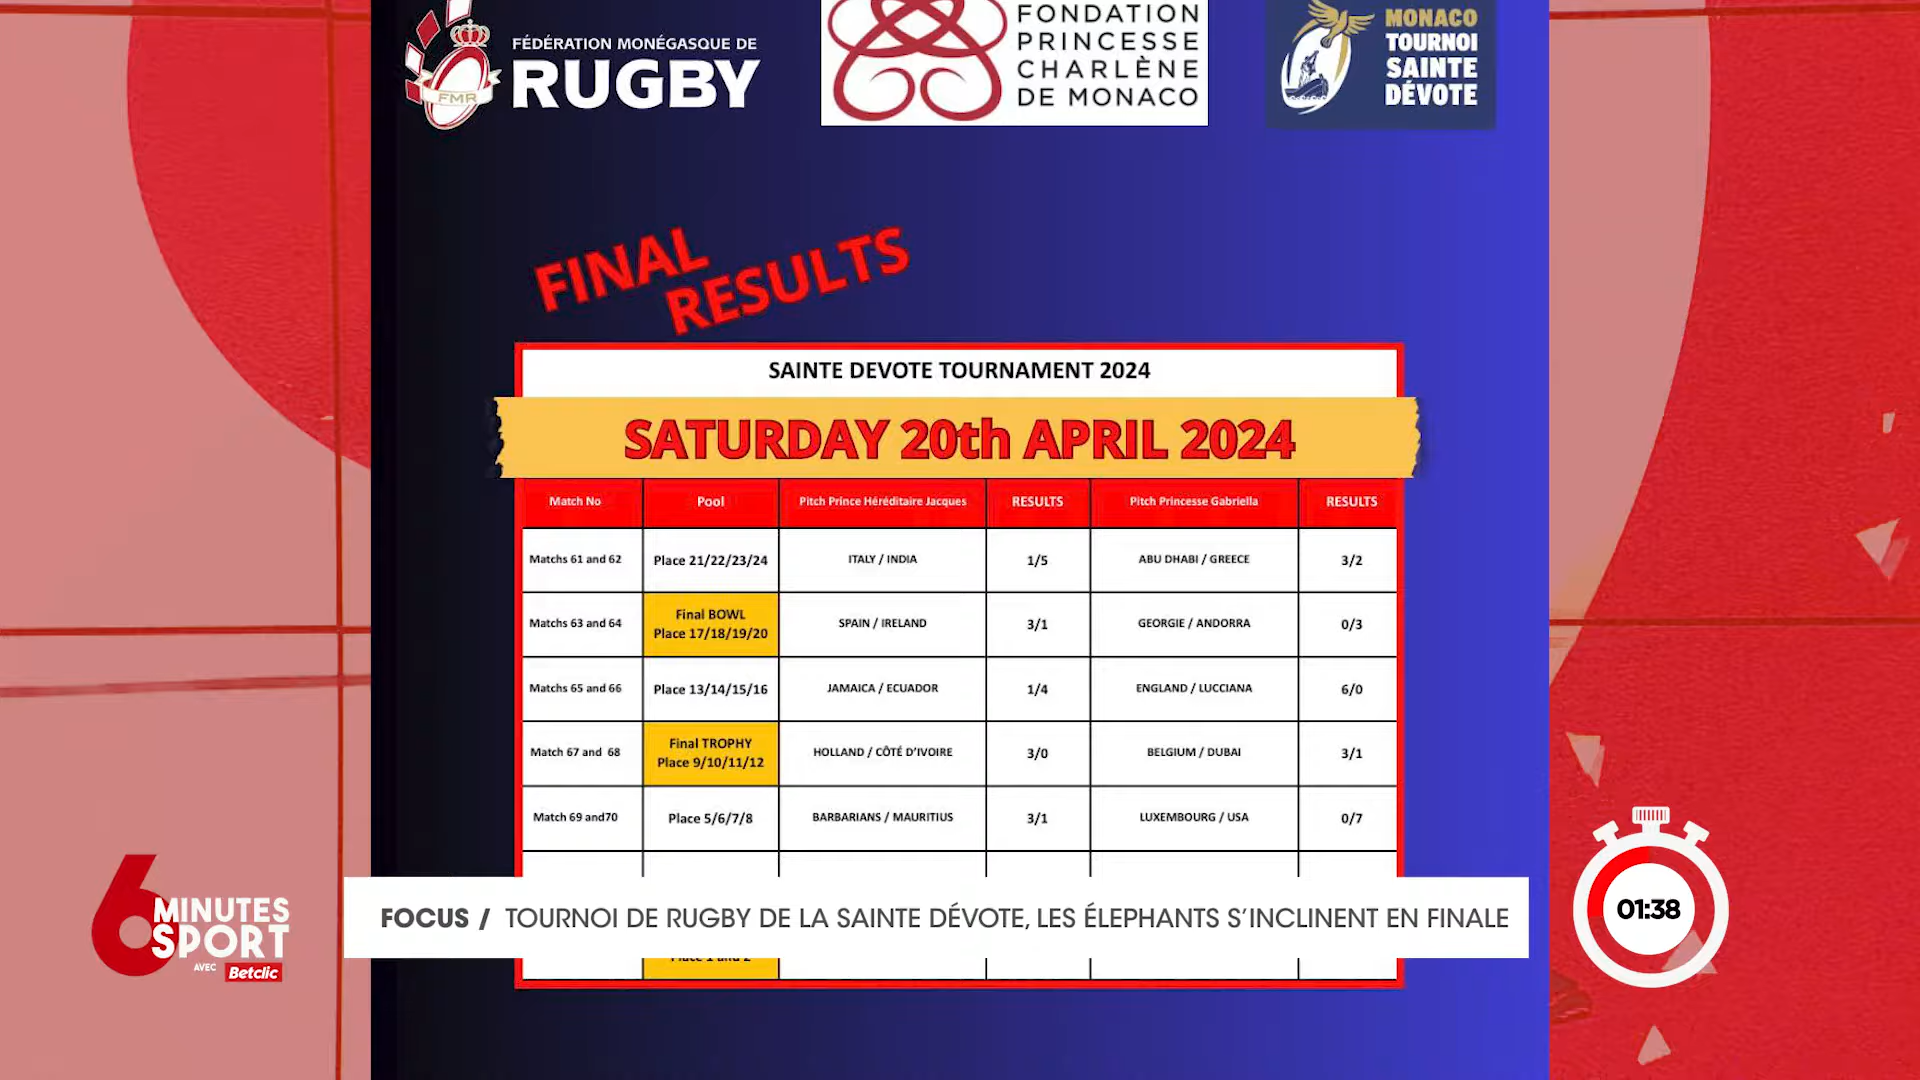 FÉDÉRATION MONÉGASQUE DE
RUGBY
FMR
FONDATION
PRINCESSE
CHARLÈNE
DE MONACO
MONACO
TOURNOI
SAINTE
DÉVOTE
FINAL
RESULTS
SAINTE DEVOTE TOURNAMENT 2024
SATURDAY 20th APRIL 2024
Match No Pool Pitch Prince Héréditaire Jacques RESULTS Pitch Princesse Gabriella RESULTS
Matchs 61 and 62 Place 21/22/23/24 ITALY / INDIA 1/5 ABU DHABI / GREECE 3/2
Matchs 63 and 64 Final BOWL Place 17/18/19/20 SPAIN / IRELAND 3/1 GEORGIE / ANDORRA 0/3
Matchs 65 and 66 Place 13/14/15/16 JAMAICA / ECUADOR 1/4 ENGLAND / LUCCIANA 6/0
Match 67 and 68 Final TROPHY Place 9/10/11/12 HOLLAND / CÔTÉ D'IVOIRE 3/0 BELGIUM / DUBAI 3/1
Match 69 and70 Place 5/6/7/8 BARBARIANS / MAURITIUS 3/1 LUXEMBOURG / USA 0/7
Place 1 and 2
FOCUS / TOURNOI DE RUGBY DE LA SAINTE DÉVOTE, LES ÉLEPHANTS S'INCLINENT EN FINALE
6 MINUTES
SPORT
AVEC Betclic
01:38